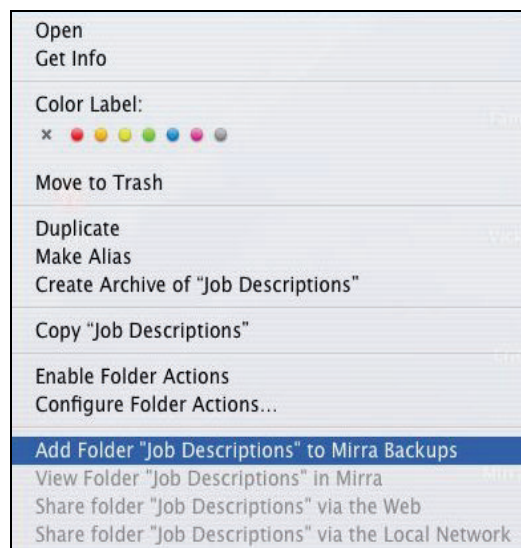 Open
Get Info
Color Label:
Move to Trash
Duplicate
Make Alias
Create Archive of “Job Descriptions”
Copy “Job Descriptions”
Enable Folder Actions
Configure Folder Actions...
Add Folder "Job Descriptions" to Mirra Backups
View Folder "Job Descriptions" in Mirra
Share folder "Job Descriptions" via the Web
Share folder "Job Descriptions" via the Local Network